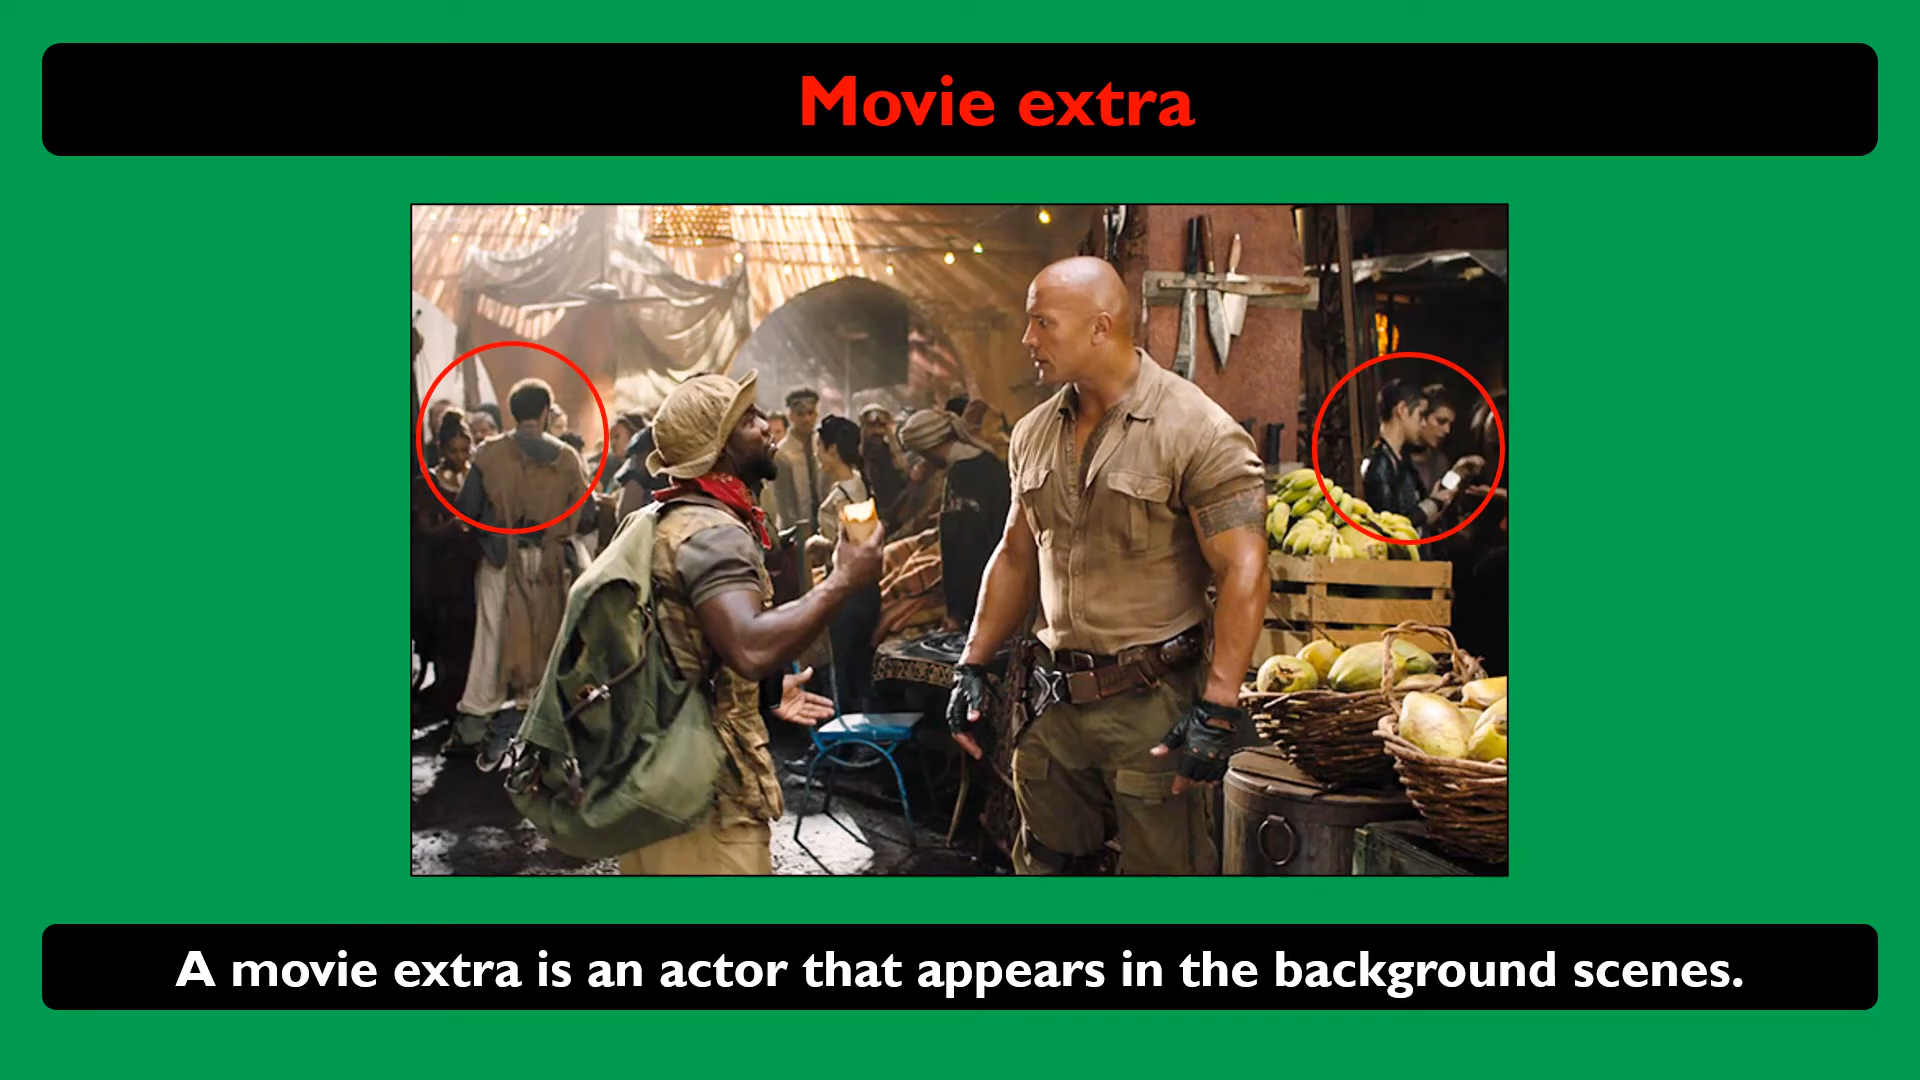 Movie extra
A movie extra is an actor that appears in the background scenes.